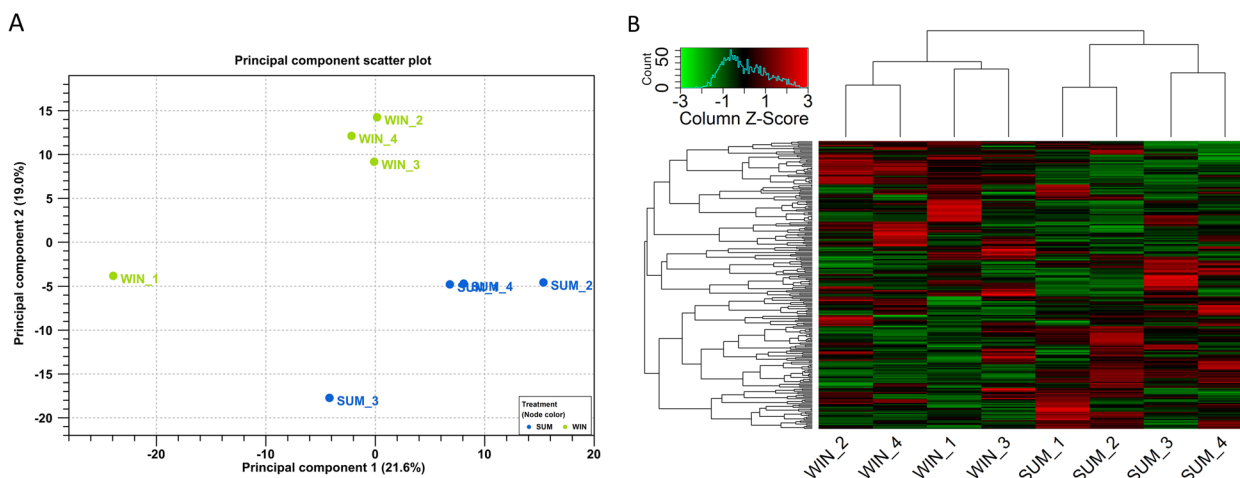 A
Principal component scatter plot
Principal component 2 (19.0%)
15
10
5
0
-5
-10
-15
-20
WIN_2
WIN_4
WIN_3
WIN_1
SUM_4
SUM_2
SUM_3
Treatment
(Node color)
SUM WIN
-20 -10 0 10 20
Principal component 1 (21.6%)
B
Count
0 50
-3 -1 1 3
Column Z-Score
WIN_2 WIN_4 WIN_1 WIN_3 SUM_1 SUM_2 SUM_3 SUM_4